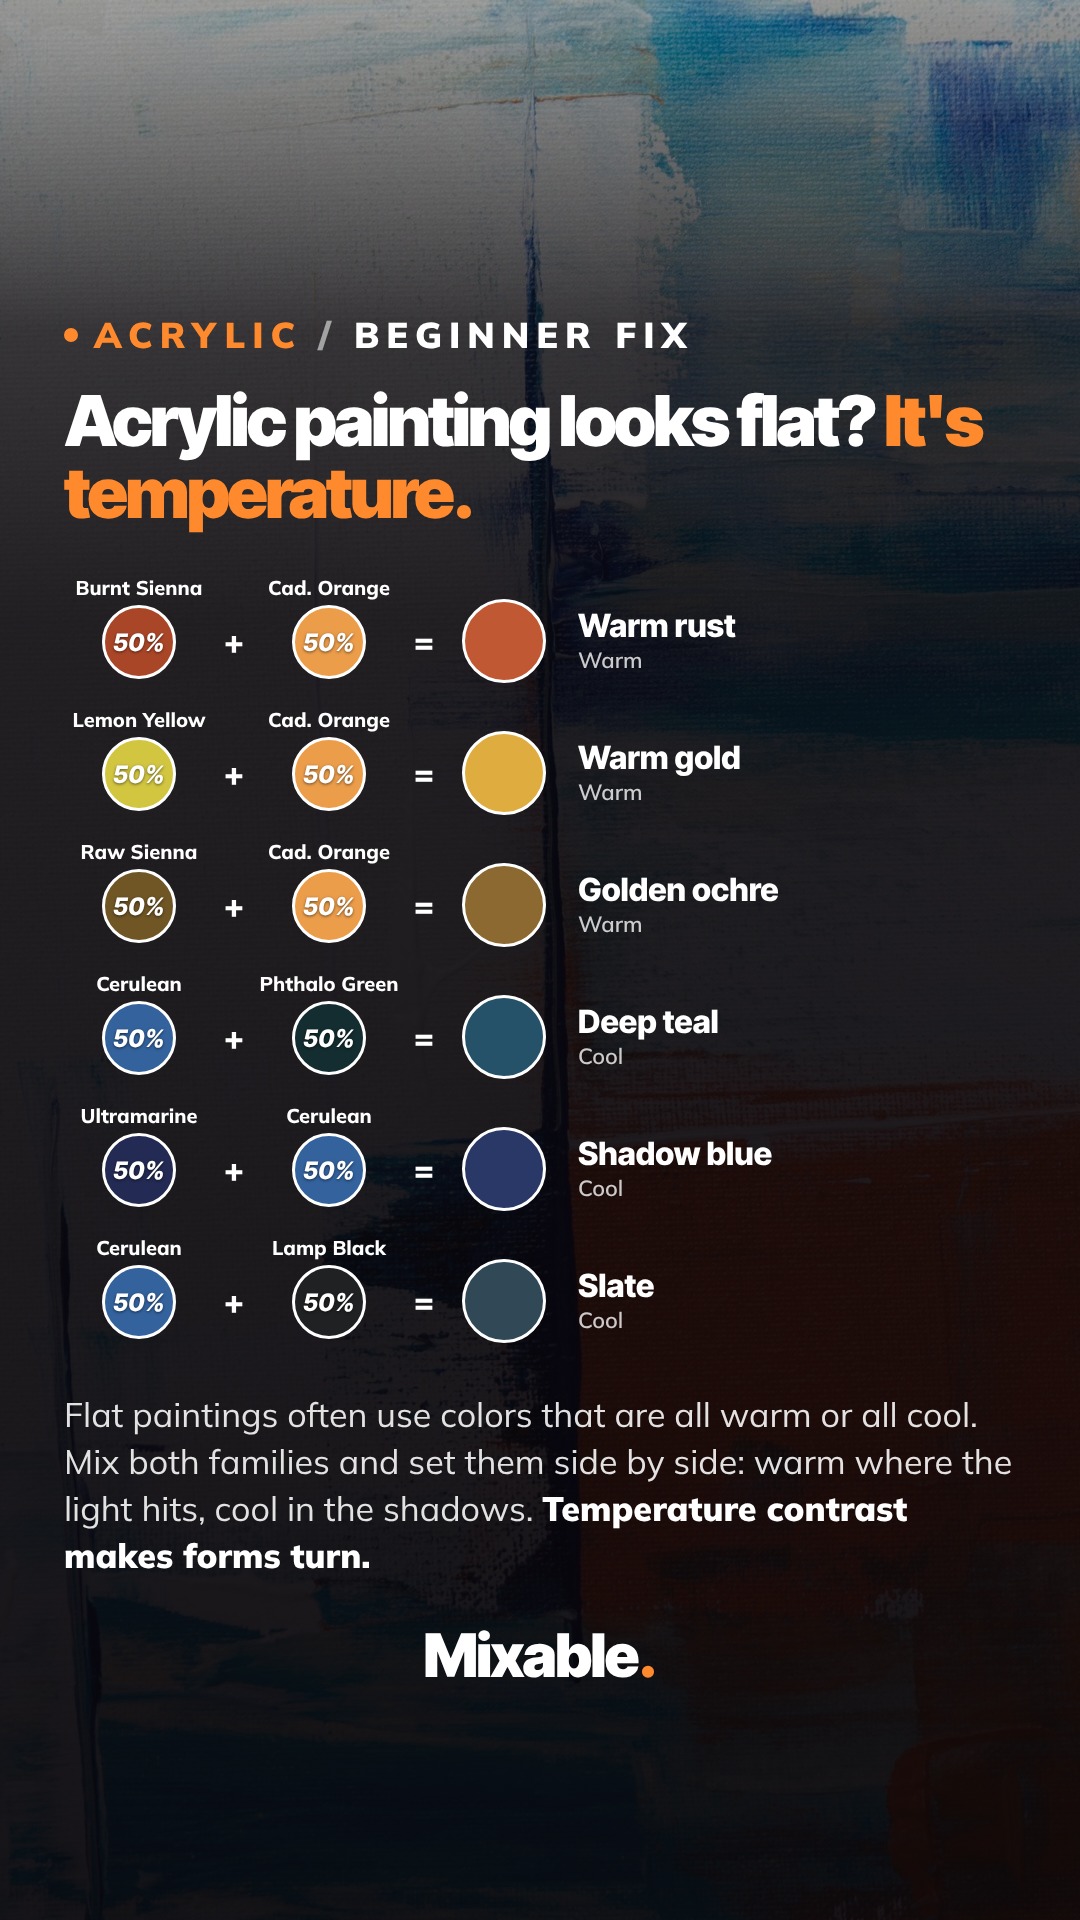 • ACRYLIC / BEGINNER FIX
Acrylic painting looks flat? It's
temperature.
Burnt Sienna Cad. Orange
50% + 50% = Warm rust
Warm
Lemon Yellow Cad. Orange
50% + 50% = Warm gold
Warm
Raw Sienna Cad. Orange
50% + 50% = Golden ochre
Warm
Cerulean Phthalo Green
50% + 50% = Deep teal
Cool
Ultramarine Cerulean
50% + 50% = Shadow blue
Cool
Cerulean Lamp Black
50% + 50% = Slate
Cool
Flat paintings often use colors that are all warm or all cool.
Mix both families and set them side by side: warm where the
light hits, cool in the shadows. Temperature contrast
makes forms turn.
Mixable.